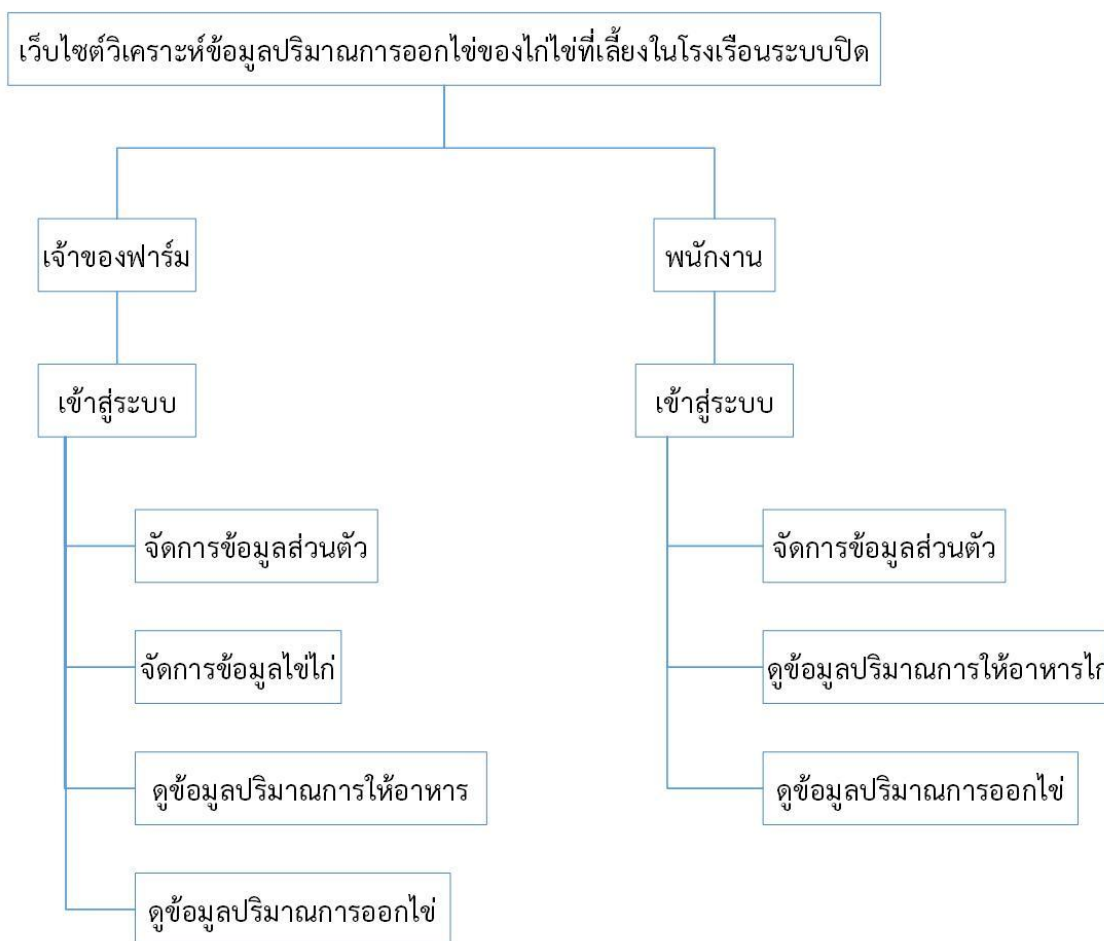 เว็บไซต์วิเคราะห์ข้อมูลปริมาณการออกไข่ของไก่ไข่ที่เลี้ยงในโรงเรือนระบบปิด
เจ้าของฟาร์ม
พนักงาน
เข้าสู่ระบบ
เข้าสู่ระบบ
จัดการข้อมูลส่วนตัว
จัดการข้อมูลส่วนตัว
จัดการข้อมูลไข่ไก่
ดูข้อมูลปริมาณการให้อาหารไก่
ดูข้อมูลปริมาณการให้อาหาร
ดูข้อมูลปริมาณการออกไข่
ดูข้อมูลปริมาณการออกไข่